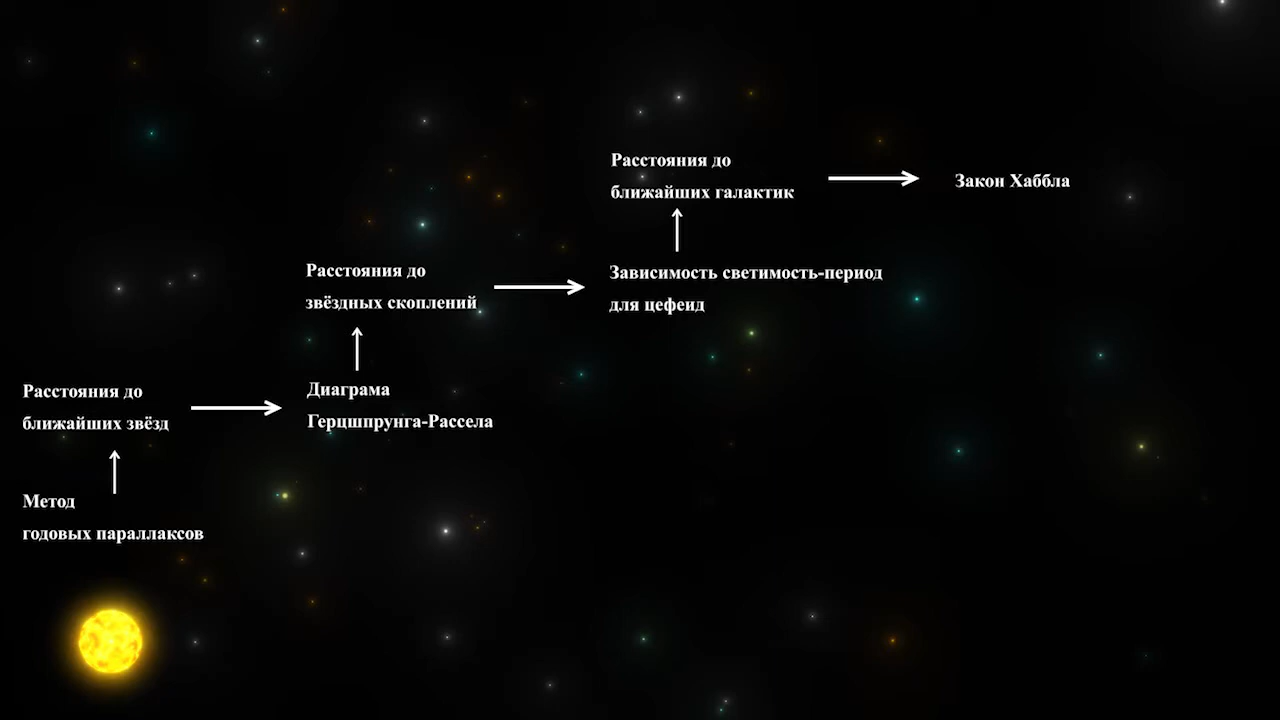 Расстояния до
ближайших галактик
Закон Хаббла
Расстояния до
звёздных скоплений
Зависимость светимость-период
для цефеид
Расстояния до
ближайших звёзд
Диаграма
Герцшпрунга-Рассела
Метод
годовых параллаксов